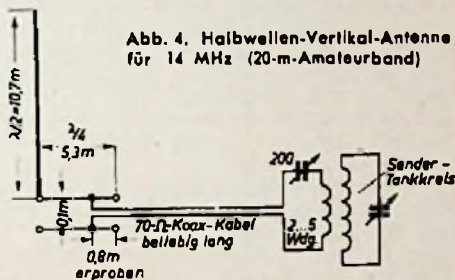 Abb. 4. Halbwellen-Vertikal-Antenne
für 14 MHz (20-m-Amateurband)
λ/2=10,7m
λ/4
5,3m
0,1m
0,8m
erproben
70-Ω-Koax-Kabel
beliebig lang
200
2...5
Wdg.
Sender-
Tankkreis